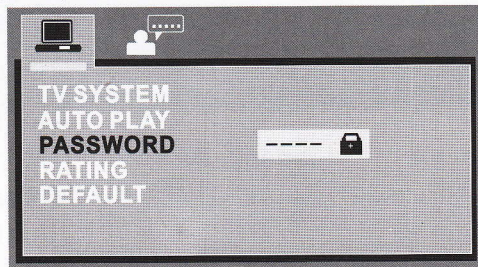 TV SYSTEM
AUTO PLAY
PASSWORD
----
RATING
DEFAULT